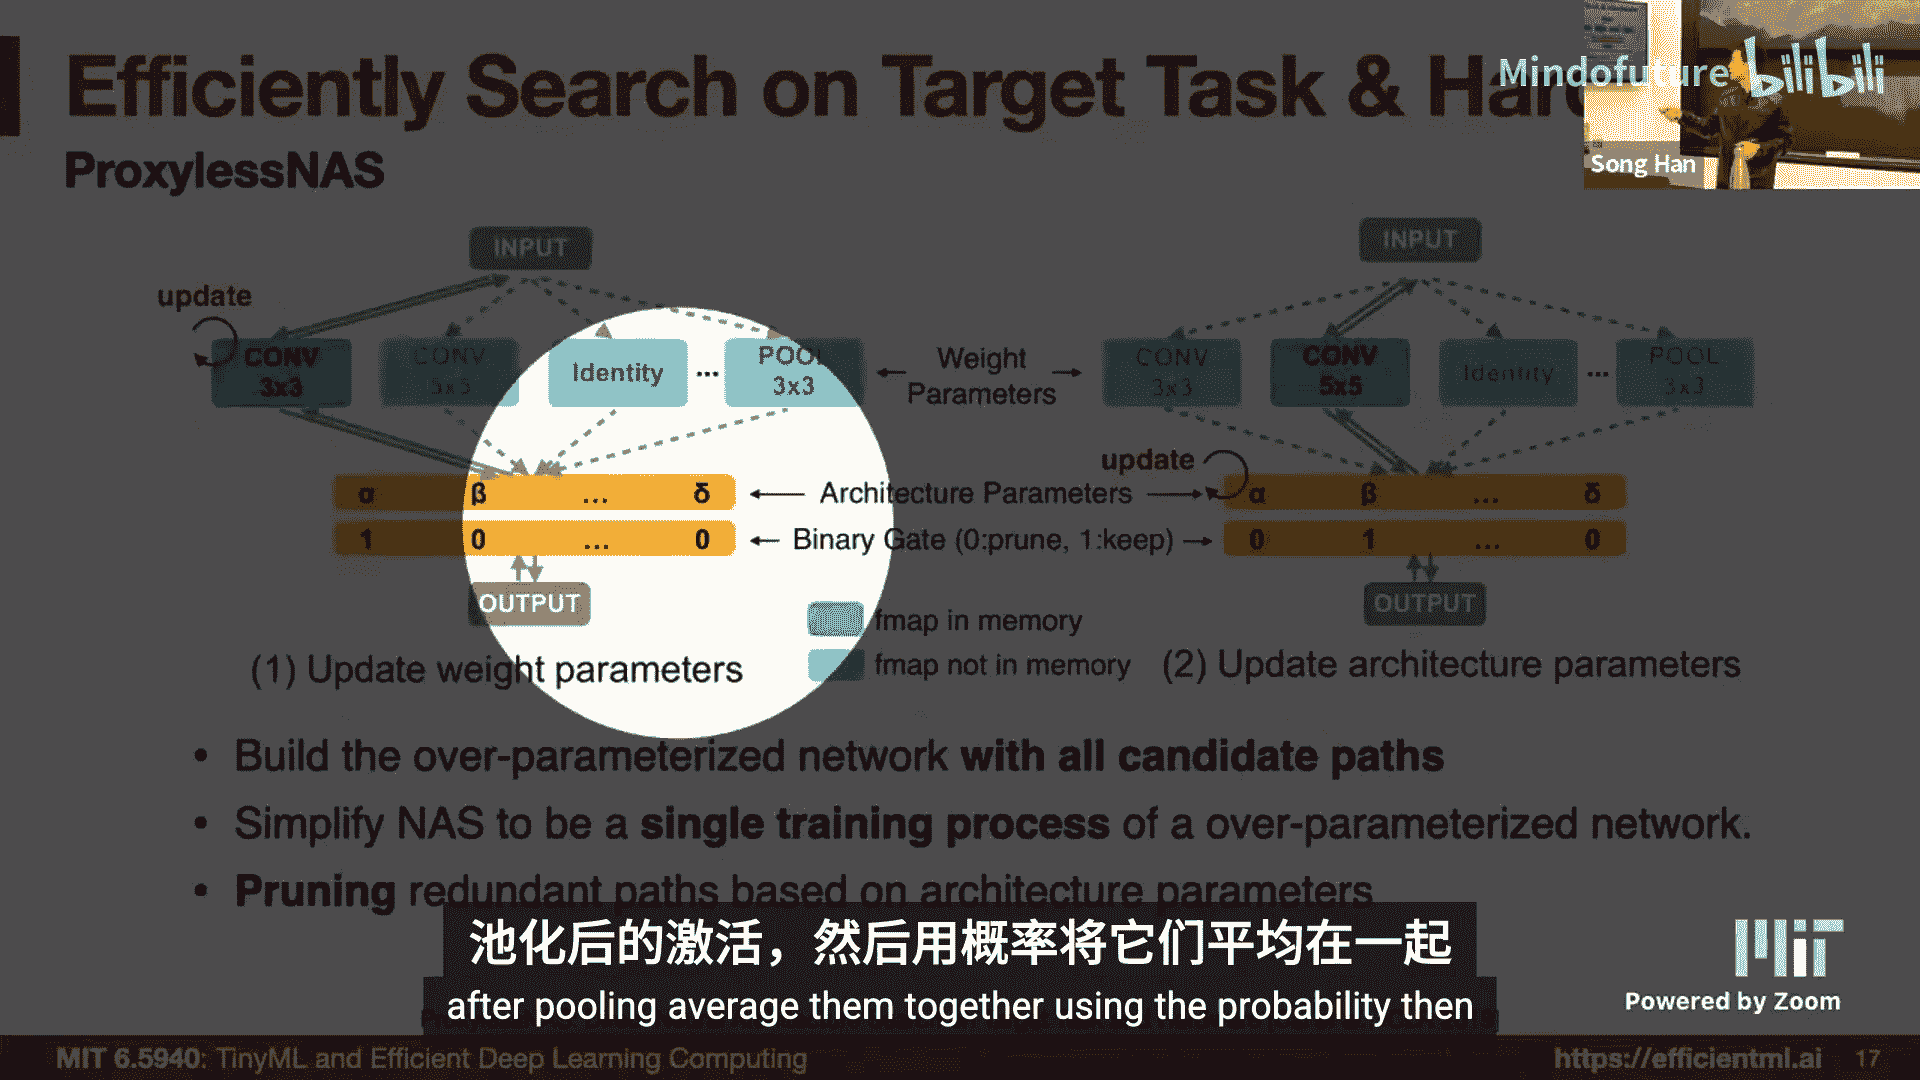 Efficiently Search on Target Task & Har
Mindofuture bilibili
Song Han
ProxylessNAS
INPUT
INPUT
update
CONV
3x3
CONV
5x5
Identity
...
POOL
3x3
Weight
Parameters
CONV
3x3
CONV
5x5
Identity
...
POOL
3x3
update
α β ... δ
Architecture Parameters
α β ... δ
1 0 ... 0
Binary Gate (0:prune, 1:keep)
0 1 ... 0
OUTPUT
OUTPUT
fmap in memory
fmap not in memory
(1) Update weight parameters
(2) Update architecture parameters
• Build the over-parameterized network with all candidate paths
• Simplify NAS to be a single training process of a over-parameterized network.
• Pruning redundant paths based on architecture parameters
池化后的激活，然后用概率将它们平均在一起
after pooling average them together using the probability then
MIT
Powered by Zoom
MIT 6.5940: TinyML and Efficient Deep Learning Computing
https://efficientml.ai
17